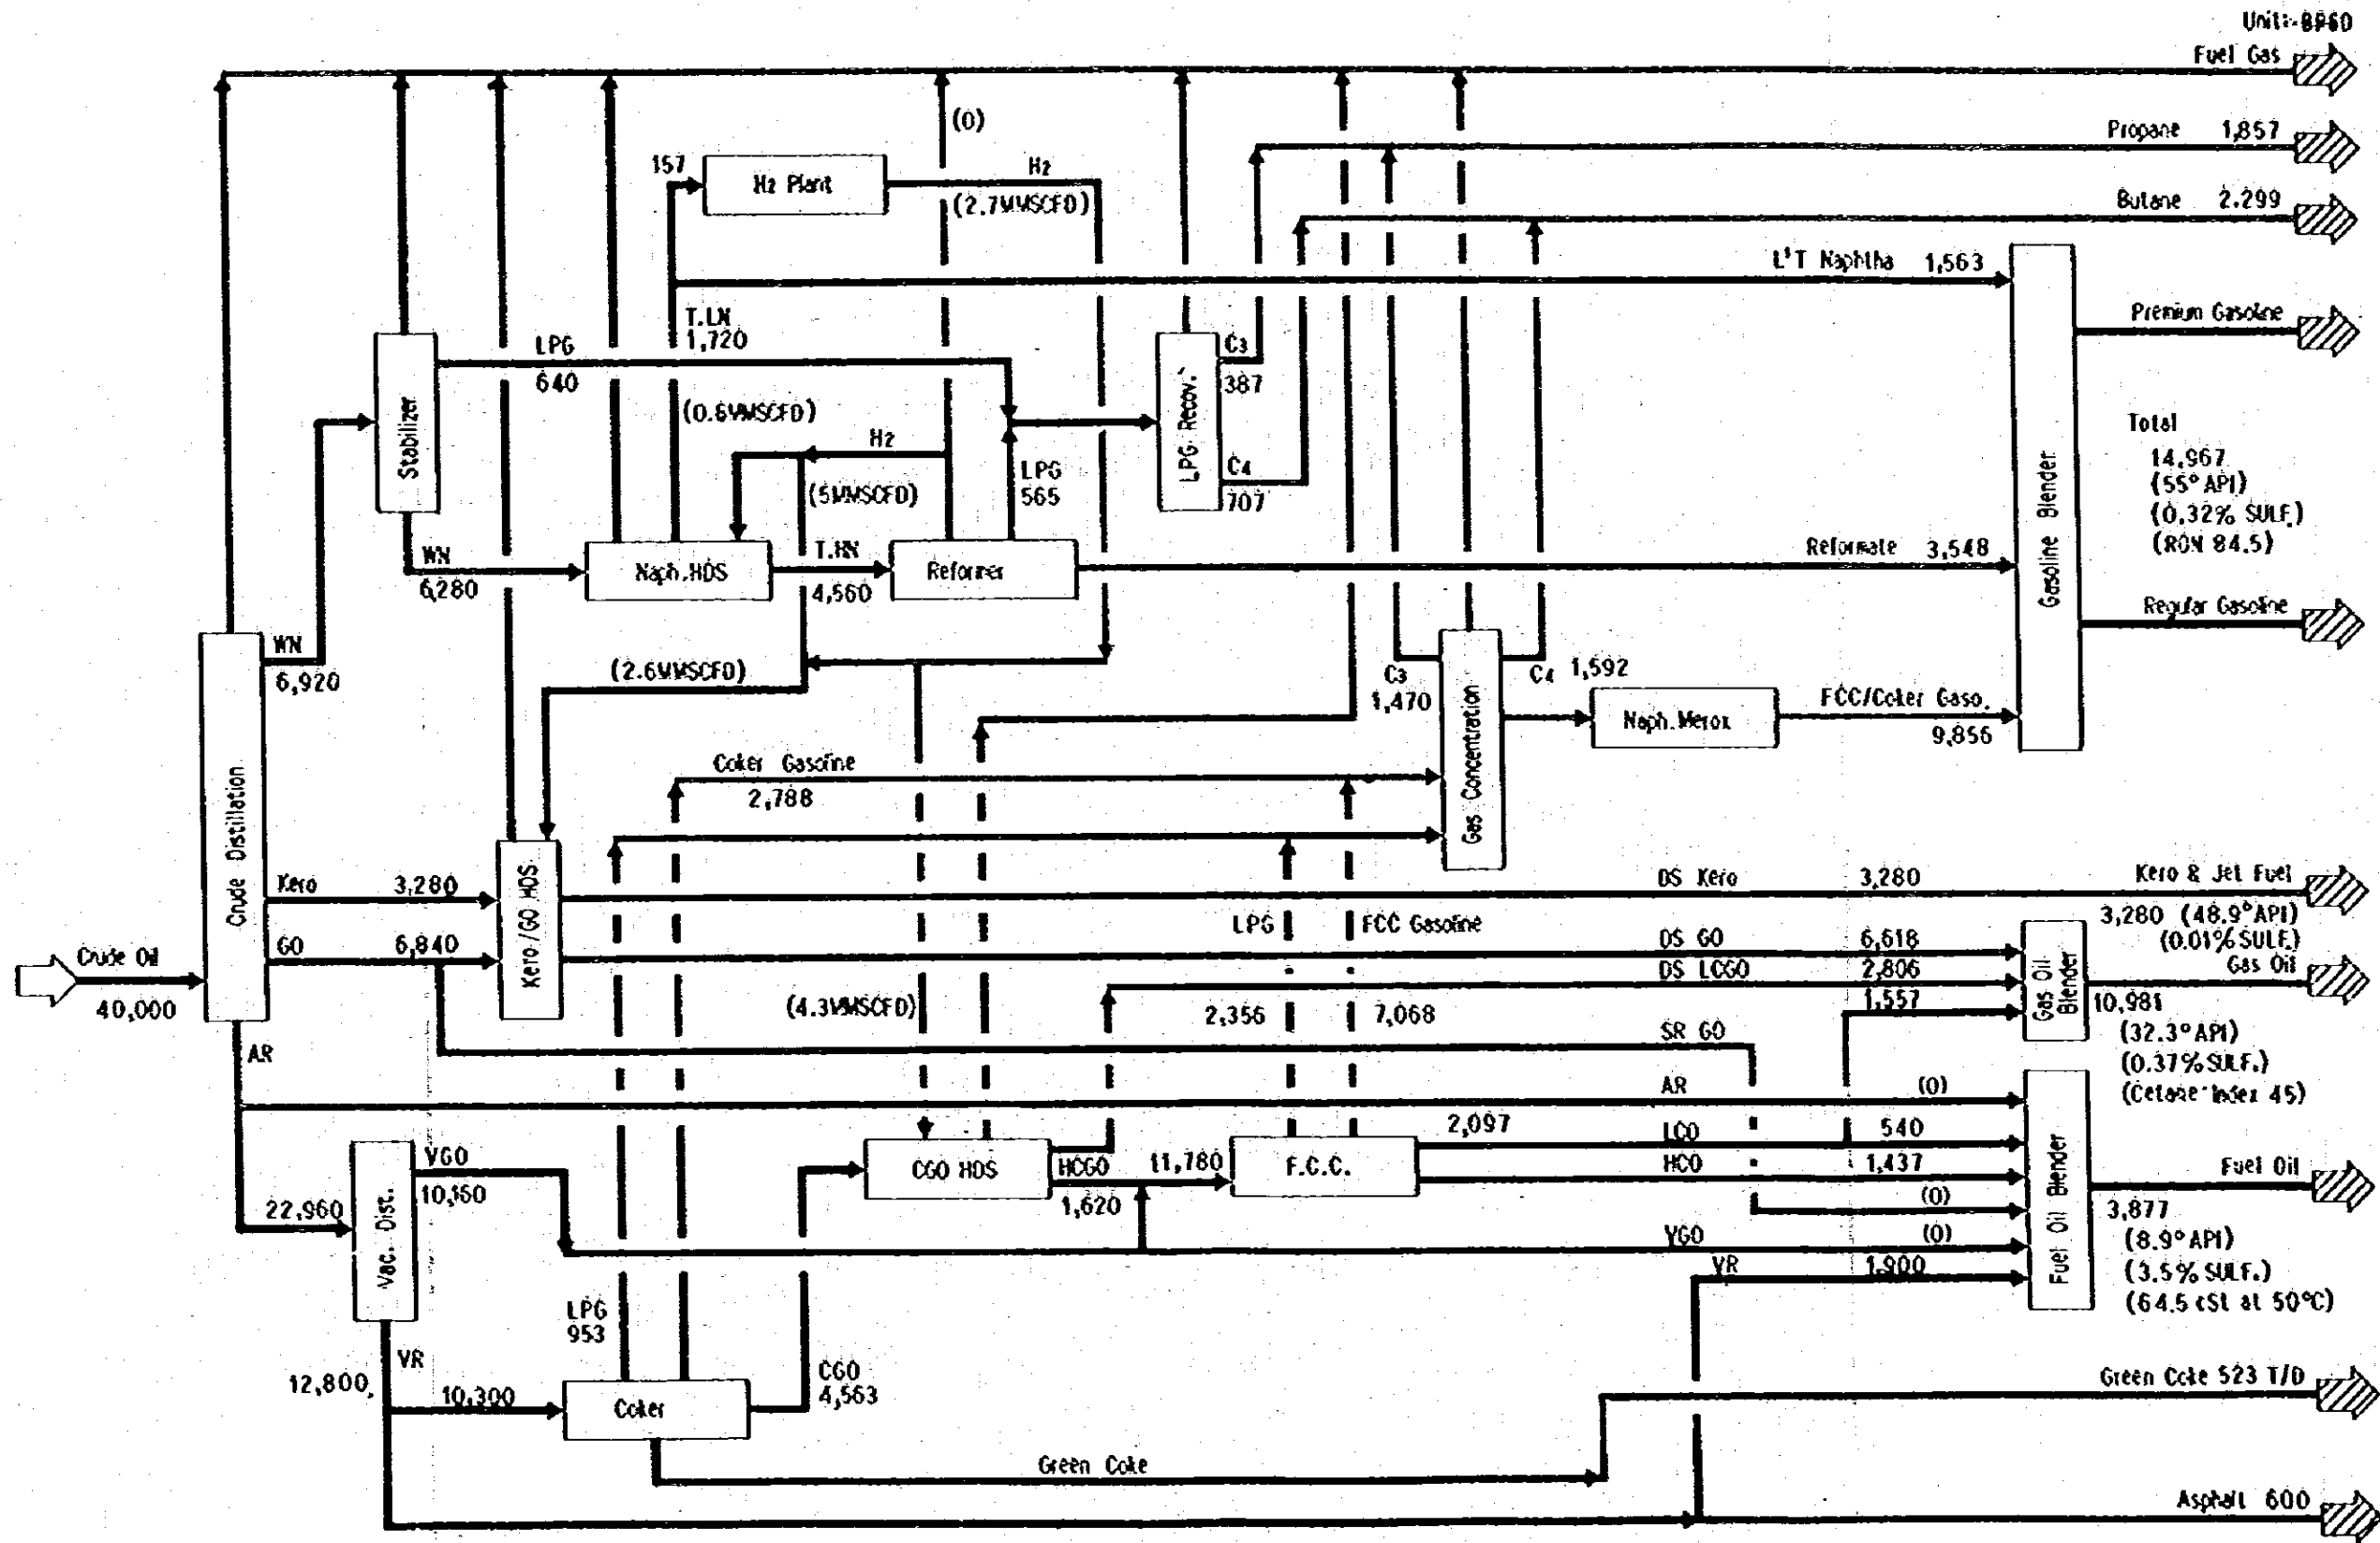 Unit:-BPSD
Fuel Gas
(0)
Propane 1,857
157
H2 Plant
H2
(2.7MMSCFD)
Butane 2.299
L'T Naphtha 1,563
T.LN
1,720
Premium Gasoline
LPG
640
C3
387
(0.6MMSCFD)
H2
Stabilizer
LPG Recov.
Total
14,967
(55° API)
(0.32% SULF.)
(RON 84.5)
LPG
565
C4
707
(5MMSCFD)
Gasoline Blender
WN
6,280
Naph.HDS
T.HN
4,560
Reformer
Reformate 3,548
Regular Gasoline
WN
6,920
(2.6MMSCFD)
C3
1,470
C4 1,592
Naph.Merox
FCC/Coker Gaso.
9,856
Coker Gasoline
2,788
Gas Concentration
Crude Distillation
Kero 3,280
Kero/GO HDS
DS Kero 3,280
Kero & Jet Fuel
3,280 (48.9°API)
(0.01% SULF.)
LPG
FCC Gasoline
GO 6,840
DS GO 6,618
Gas Oil
Crude Oil
40,000
DS LCGO 2,806
1,557
Gas Oil Blender
10,981
(32.3° API)
(0.37% SULF.)
(Cetane Index 45)
(4.3MMSCFD)
2,356
7,068
SR GO
AR
AR (0)
2,097
LCO 540
VGO
10,160
CGO HDS
HCGO
1,620
11,780
F.C.C.
HCO 1,437
Fuel Oil
22,960
Vac. Dist.
(0)
VGO (0)
VR 1,900
Fuel Oil Blender
3,877
(8.9° API)
(3.5% SULF.)
(64.5 cSt at 50°C)
LPG
953
VR
12,800
10,300
Coker
CGO
4,563
Green Coke 523 T/D
Green Coke
Asphalt 600